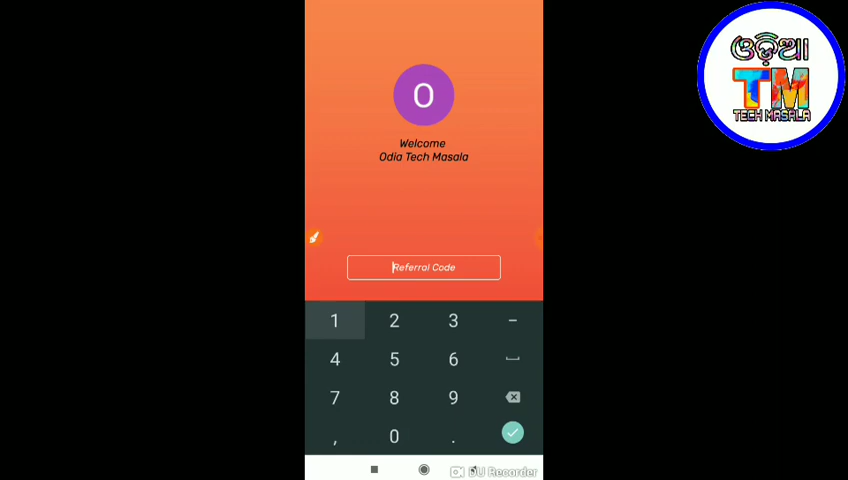 ଓଡ଼ିଆ
TM
TECH MASALA
O
Welcome
Odia Tech Masala
Referral Code
1 2 3 -
4 5 6
7 8 9
, 0 .
DU Recorder